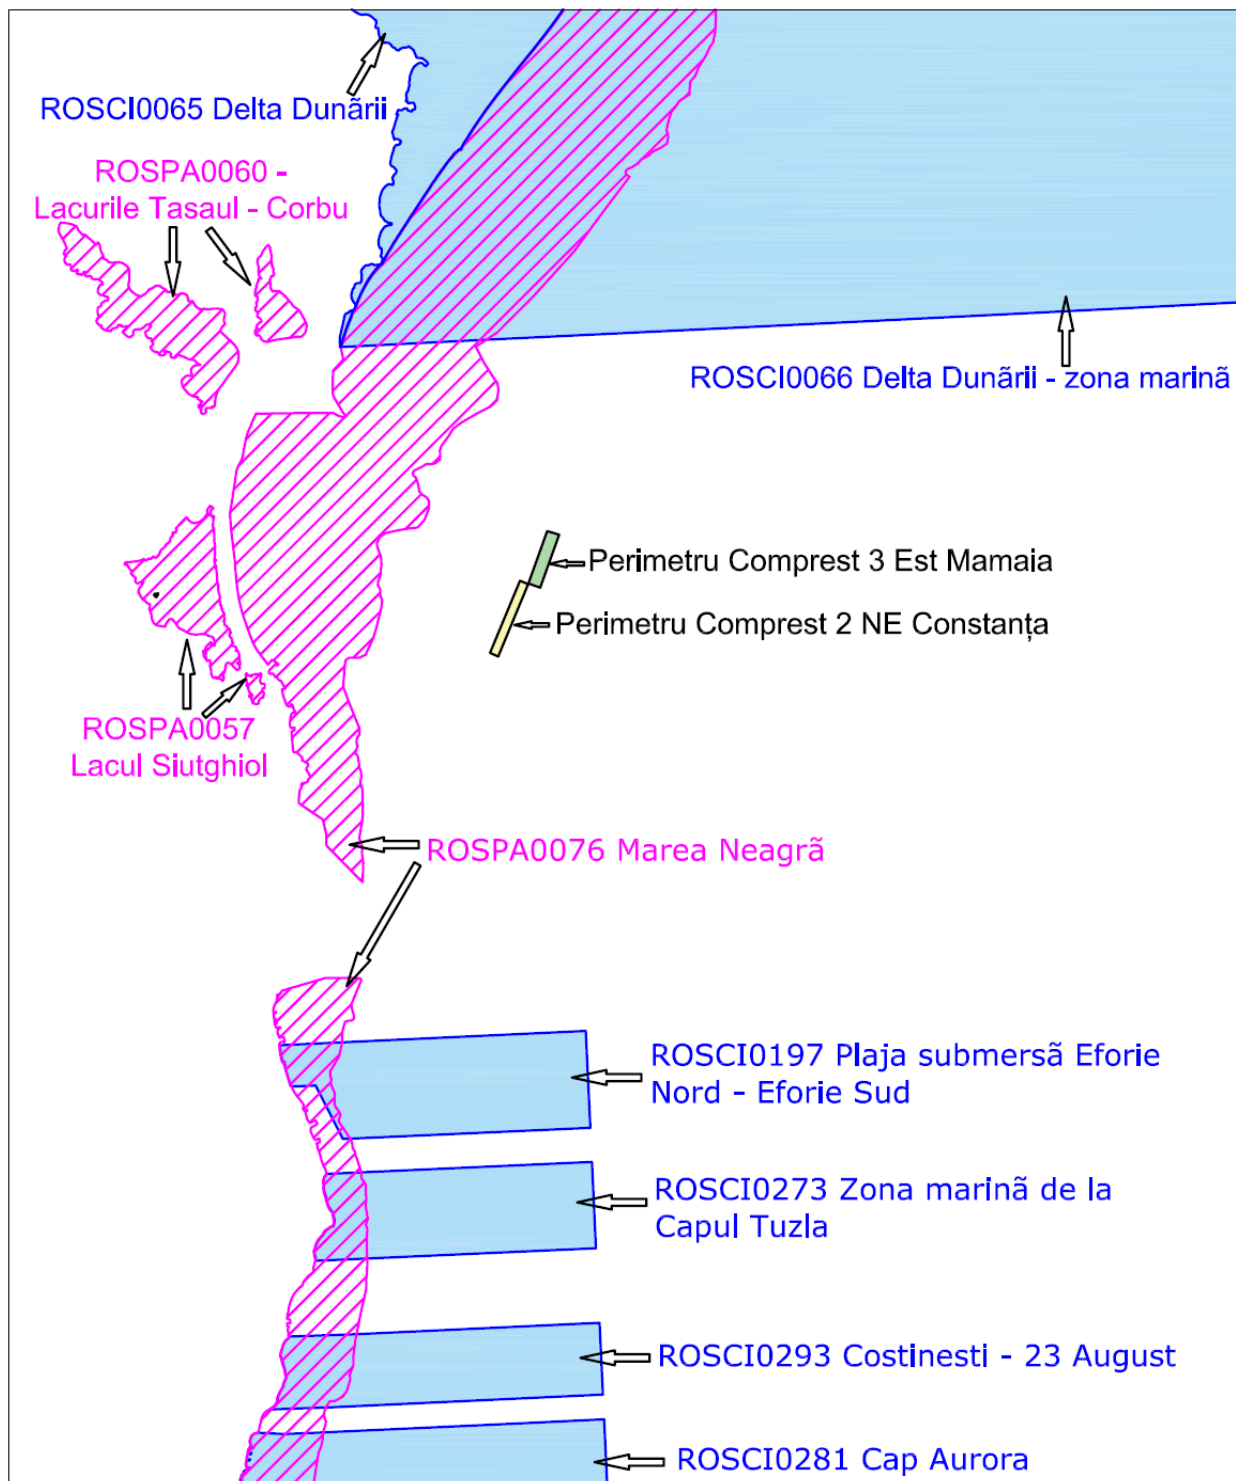 ROSCI0065 Delta Dunãrii
ROSPA0060 -
Lacurile Tasaul - Corbu
ROSCI0066 Delta Dunãrii - zona marinã
Perimetru Comprest 3 Est Mamaia
Perimetru Comprest 2 NE Constanța
ROSPA0057
Lacul Siutghiol
ROSPA0076 Marea Neagrã
ROSCI0197 Plaja submersã Eforie
Nord - Eforie Sud
ROSCI0273 Zona marinã de la
Capul Tuzla
ROSCI0293 Costinesti - 23 August
ROSCI0281 Cap Aurora